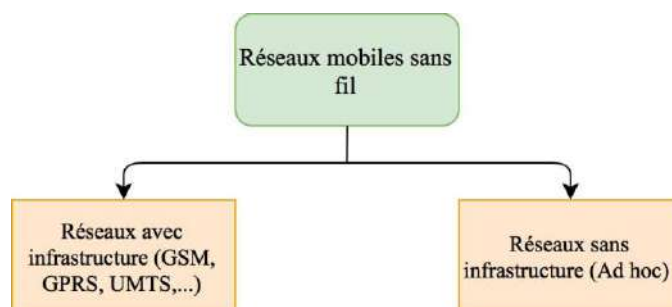 Réseaux mobiles sans
fil
Réseaux avec
infrastructure (GSM,
GPRS, UMTS,...)
Réseaux sans
infrastructure (Ad hoc)